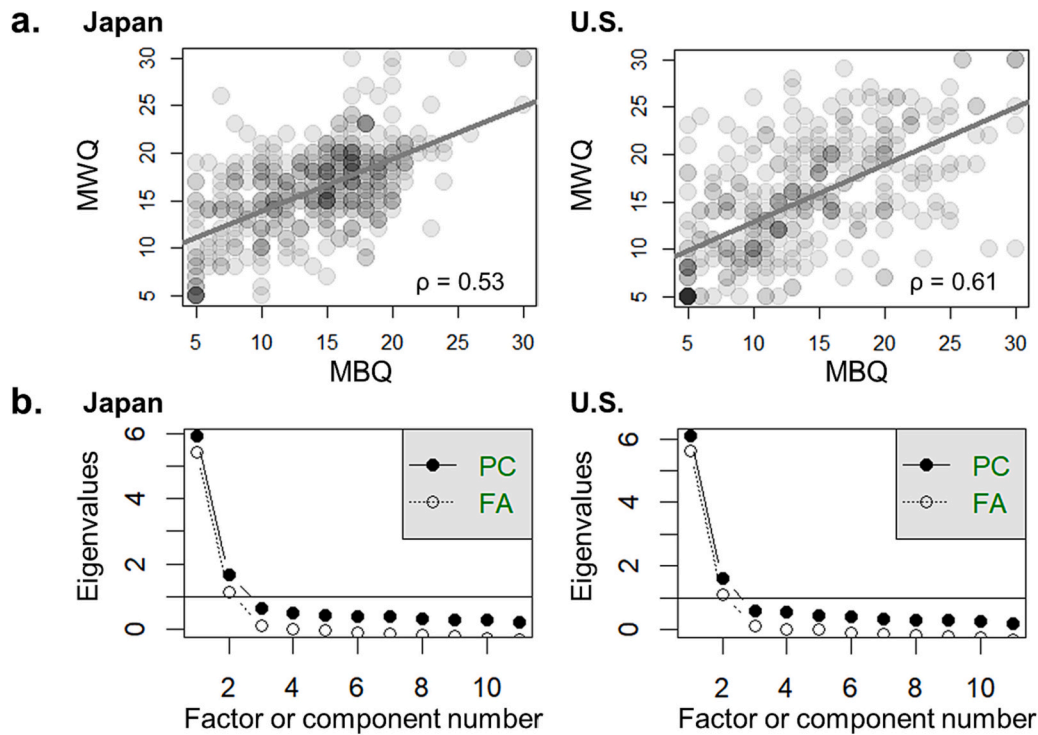 a. Japan U.S.
MWQ
30
25
20
15
10
5
5 10 15 20 25 30
MBQ
ρ = 0.53
MWQ
30
25
20
15
10
5
5 10 15 20 25 30
MBQ
ρ = 0.61
b. Japan U.S.
Eigenvalues
6
4
2
0
PC
FA
2 4 6 8 10
Factor or component number
Eigenvalues
6
4
2
0
PC
FA
2 4 6 8 10
Factor or component number